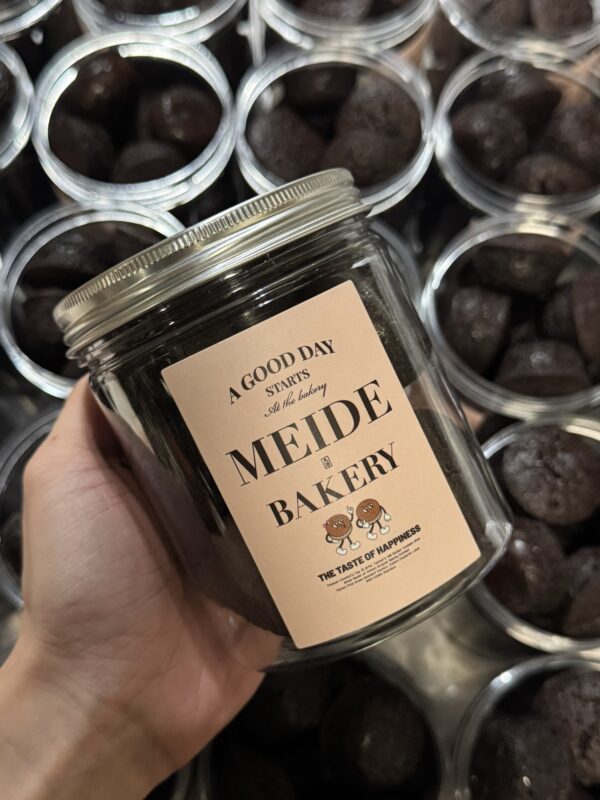 A GOOD DAY
STARTS
At the bakery
MEIDE
BAKERY
THE TASTE OF HAPPINESS